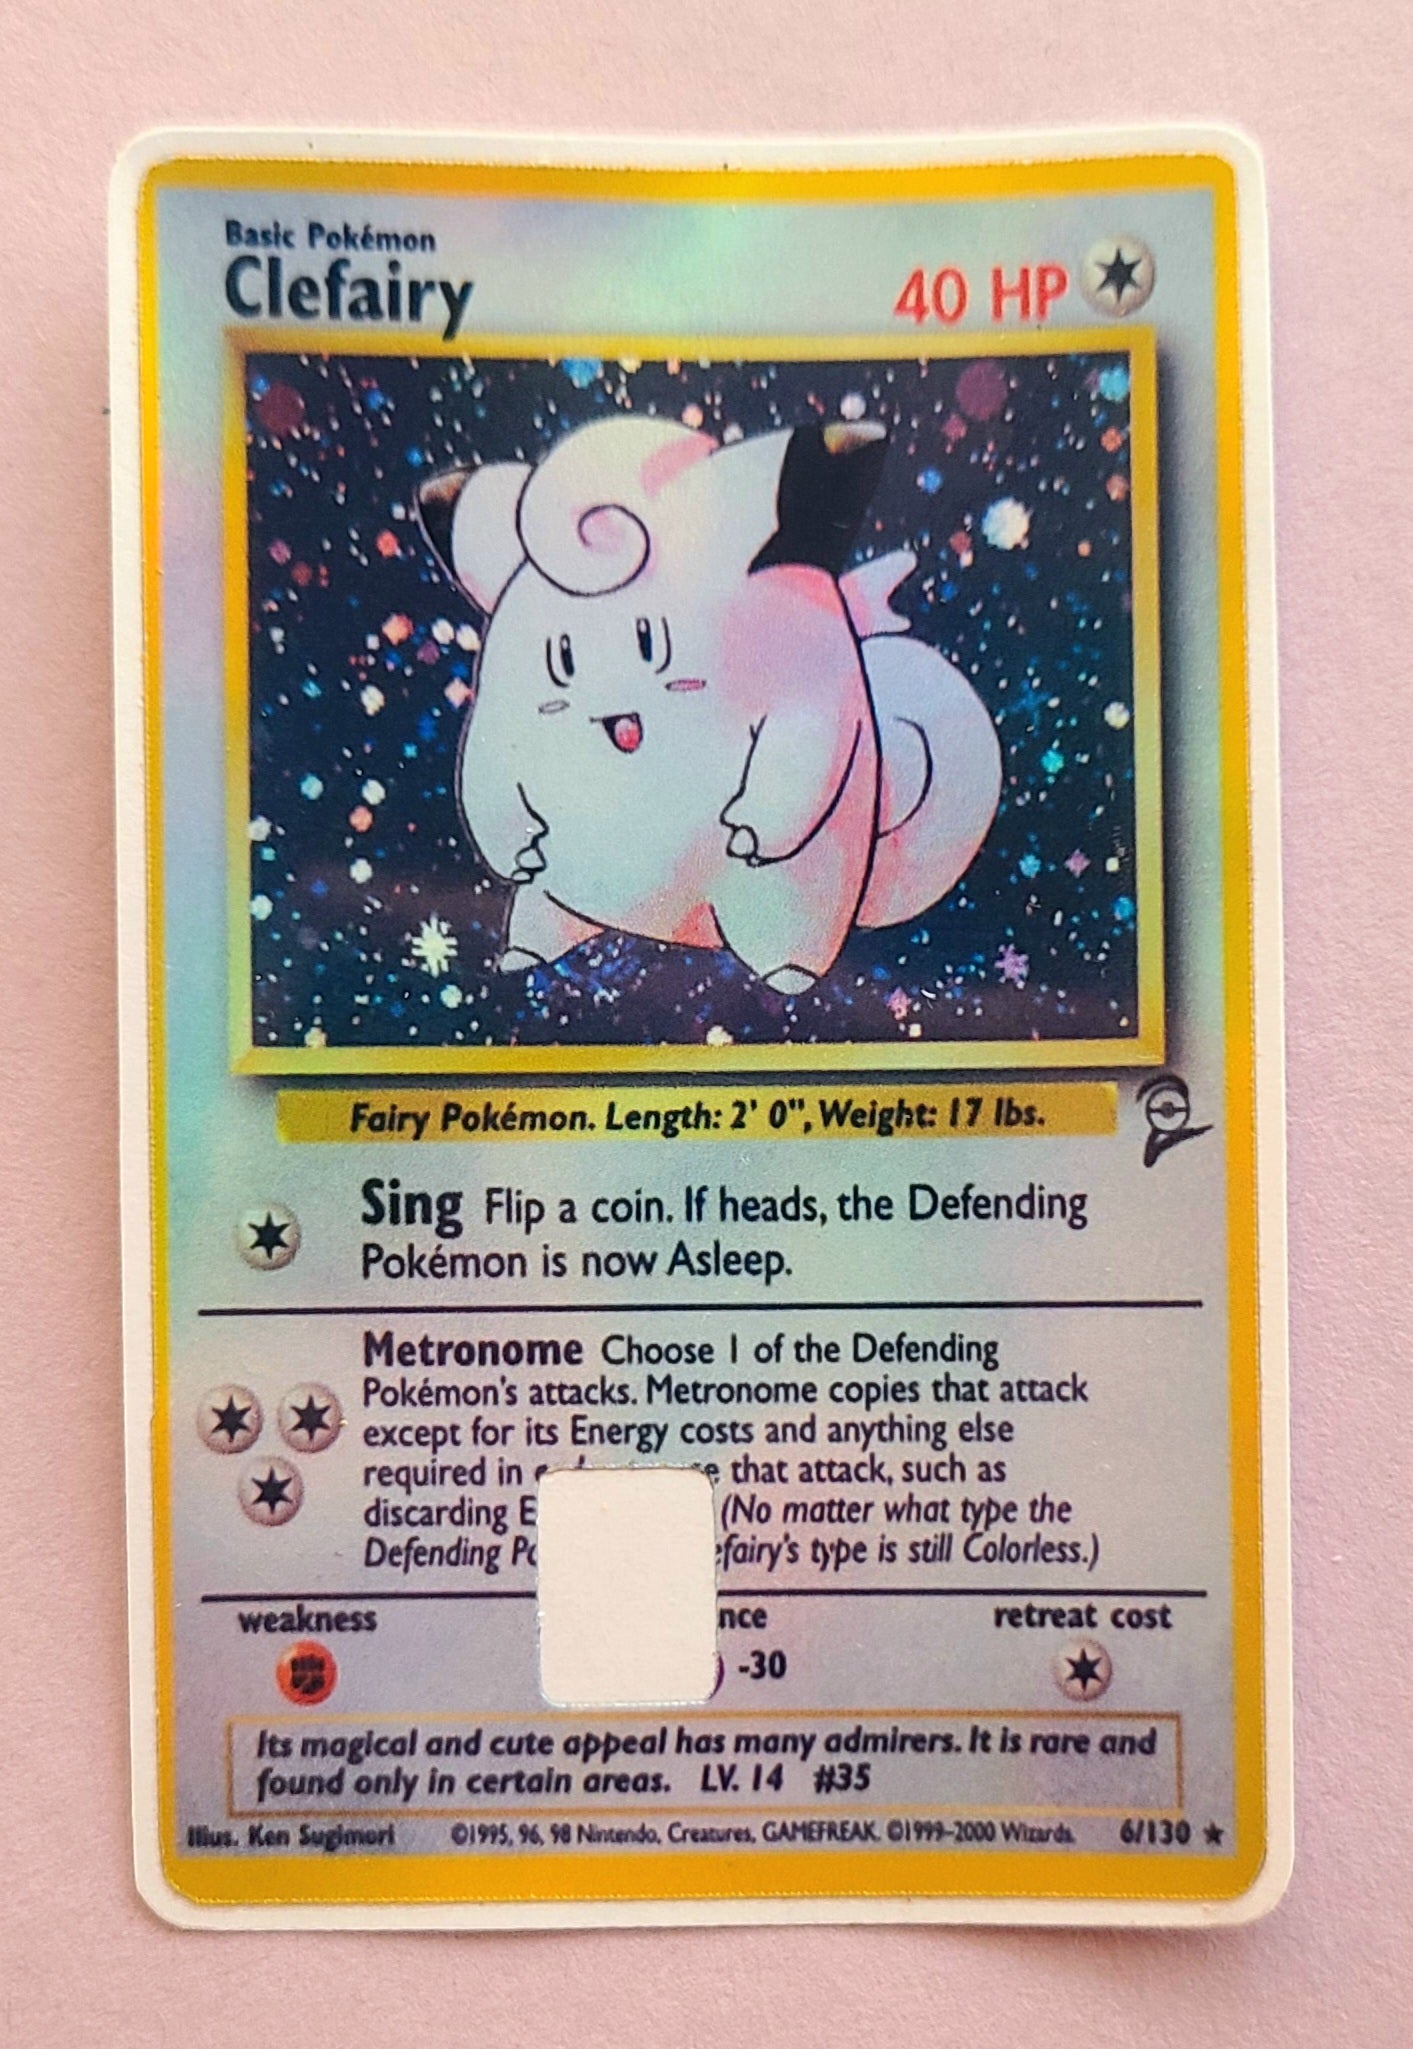 Basic Pokémon
Clefairy
40 HP
Fairy Pokémon. Length: 2' 0", Weight: 17 lbs.
Sing Flip a coin. If heads, the Defending
Pokémon is now Asleep.
Metronome Choose 1 of the Defending
Pokémon's attacks. Metronome copies that attack
except for its Energy costs and anything else
required in that attack, such as
discarding (No matter what type the
Defending type is still Colorless.)
weakness retreat cost
-30
Its magical and cute appeal has many admirers. It is rare and
found only in certain areas. LV. 14 #35
Illus. Ken Sugimori ©1995, 96, 98 Nintendo, Creatures, GAMEFREAK. ©1999-2000 Wizards. 6/130 ★